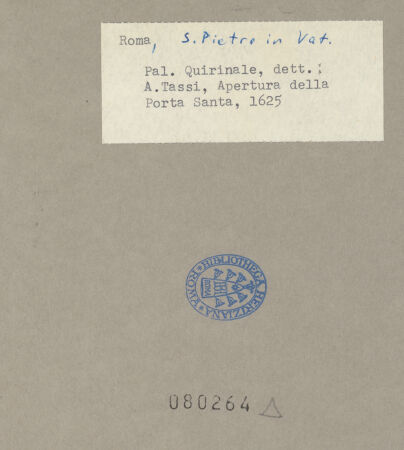 Roma, S. Pietro in Vat.
Pal. Quirinale, dett.;
A.Tassi, Apertura della
Porta Santa, 1625
BIBLIOTHECA HERTZIANA * ROMA *
080264